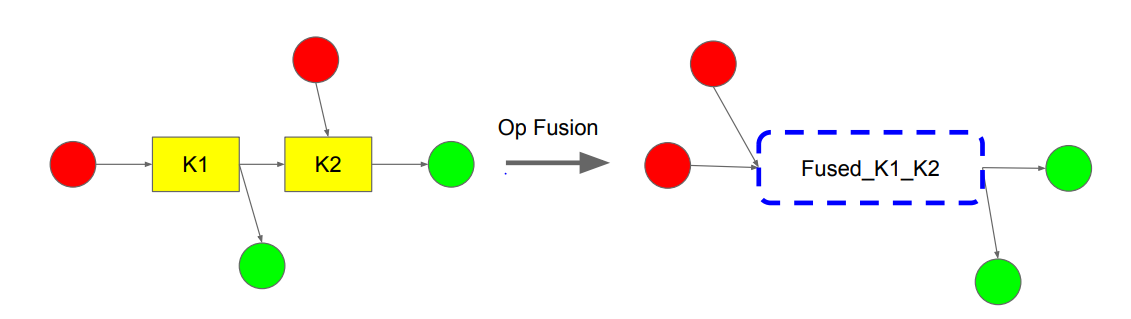 K1
K2
Op Fusion
Fused_K1_K2